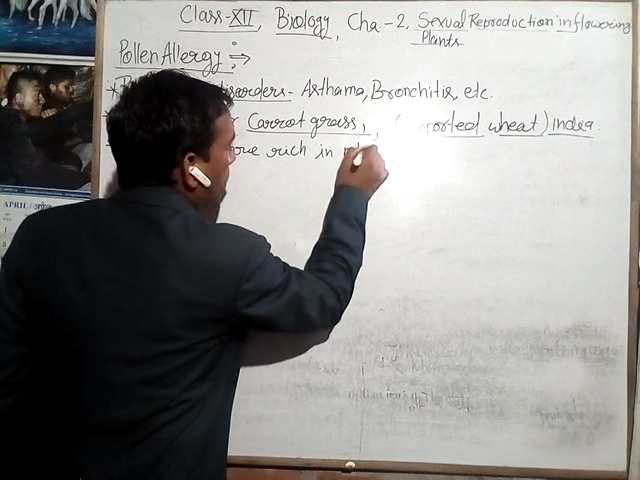 Class-XII, Biology, Cha.-2, Sexual Reproduction in flowering
Plants
Pollen Allergy :⇒
* disorders- Asthama, Bronchitis, etc.
Carrot grass, wheat) India.
rich in
APRIL